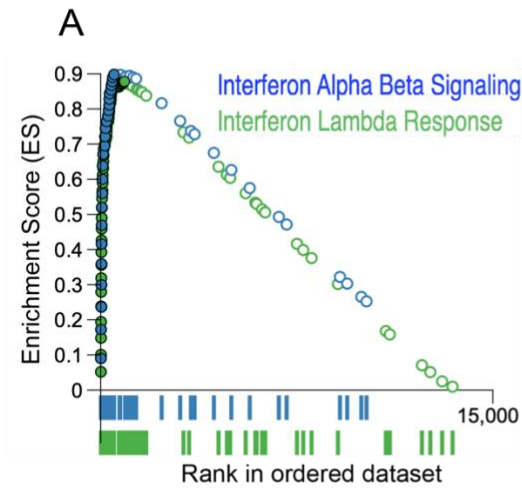 A
Interferon Alpha Beta Signaling
Interferon Lambda Response
Enrichment Score (ES)
0.9
0.8
0.7
0.6
0.5
0.4
0.3
0.2
0.1
0
15,000
Rank in ordered dataset